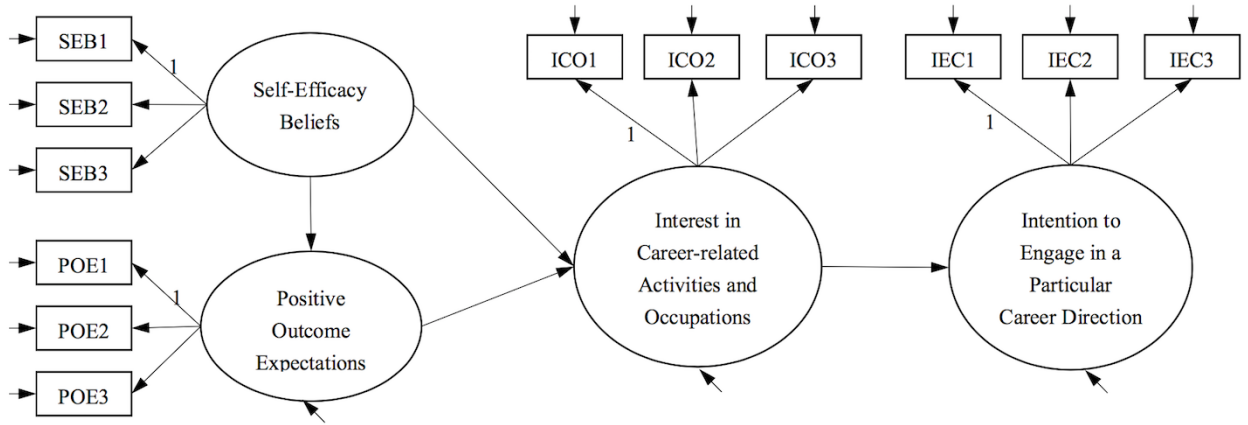 SEB1
1
SEB2
SEB3
Self-Efficacy
Beliefs
POE1
1
POE2
POE3
Positive
Outcome
Expectations
ICO1
ICO2
ICO3
1
Interest in
Career-related
Activities and
Occupations
IEC1
IEC2
IEC3
1
Intention to
Engage in a
Particular
Career Direction